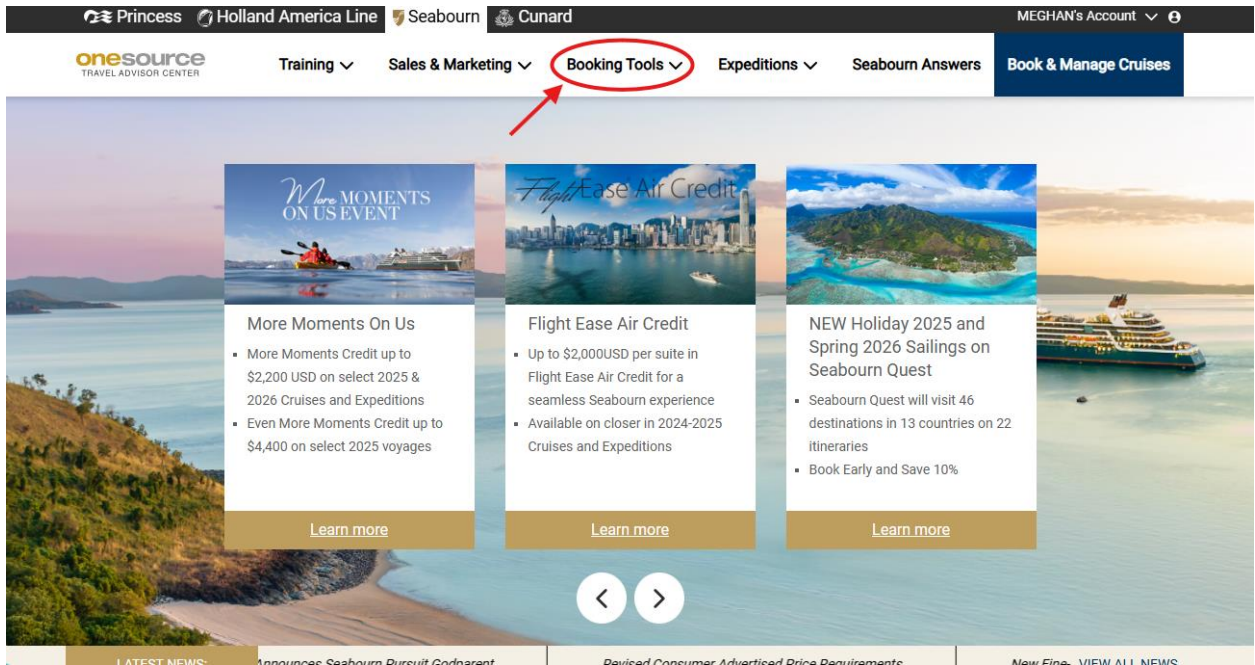 Princess Holland America Line Seabourn Cunard MEGHAN's Account
onesource
TRAVEL ADVISOR CENTER
Training Sales & Marketing Booking Tools Expeditions Seabourn Answers Book & Manage Cruises
More MOMENTS
ON US EVENT
More Moments On Us
▪ More Moments Credit up to
$2,200 USD on select 2025 &
2026 Cruises and Expeditions
▪ Even More Moments Credit up to
$4,400 on select 2025 voyages
Learn more
Flight Ease Air Credit
Flight Ease Air Credit
▪ Up to $2,000USD per suite in
Flight Ease Air Credit for a
seamless Seabourn experience
▪ Available on closer in 2024-2025
Cruises and Expeditions
Learn more
NEW Holiday 2025 and
Spring 2026 Sailings on
Seabourn Quest
▪ Seabourn Quest will visit 46
destinations in 13 countries on 22
itineraries
▪ Book Early and Save 10%
Learn more
LATEST NEWS: Announces Seabourn Pursuit Godparent Revised Consumer Advertised Price Requirements New Fine- VIEW ALL NEWS